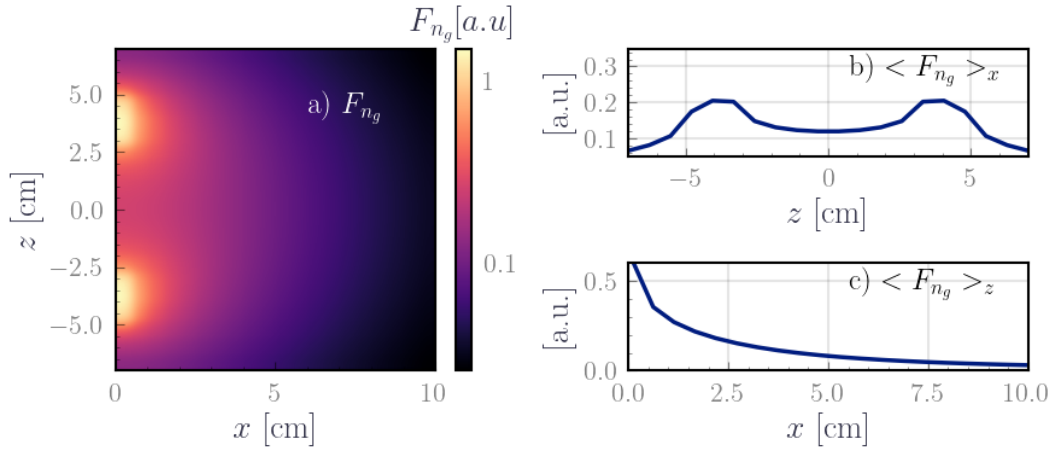 F_{n_g}[a.u]
a) F_{n_g}
1
0.1
5.0
2.5
0.0
−2.5
−5.0
z [cm]
0
5
10
x [cm]
b) < F_{n_g} >_x
0.3
0.2
0.1
[a.u.]
−5
0
5
z [cm]
c) < F_{n_g} >_z
0.5
0.0
[a.u.]
0.0
2.5
5.0
7.5
10.0
x [cm]